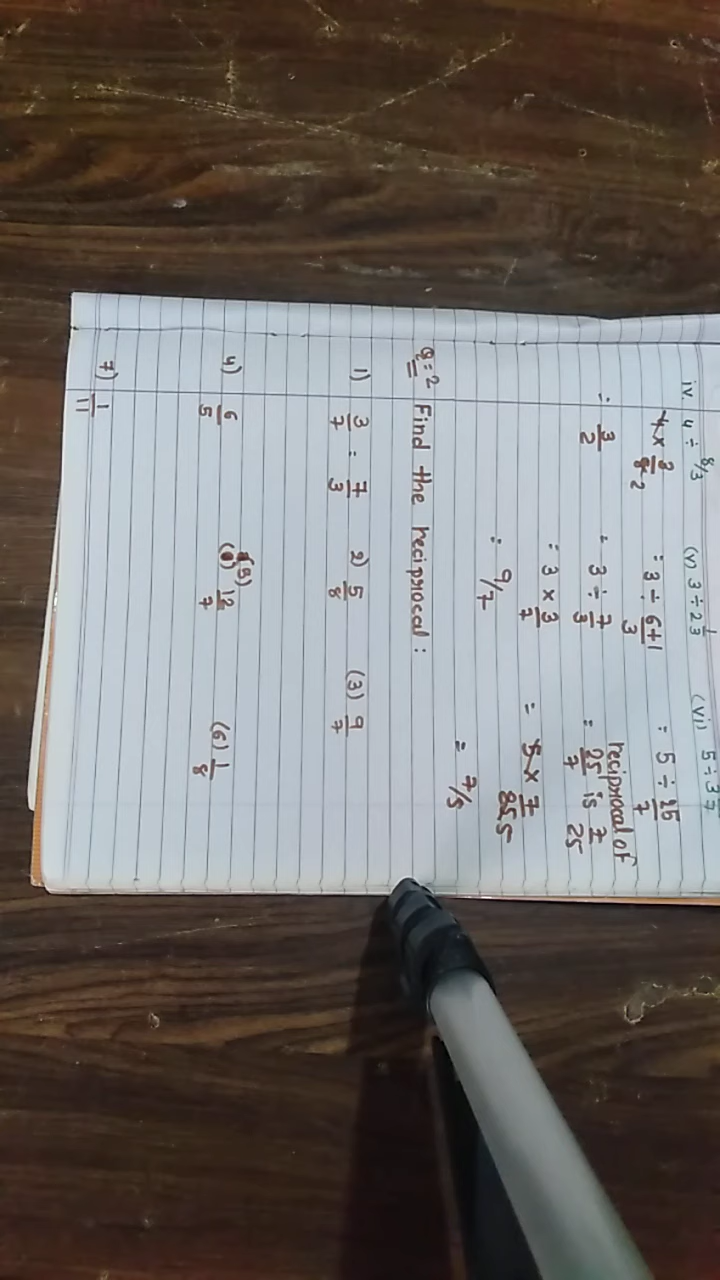 iv. 4 ÷ 8/3 (v) 3 ÷ 2 1/3 (vi) 5 ÷ 3 4/7
4 × 3/8 2 = 3 ÷ 6+1/3 = 5 ÷ 25/7
= 3/2 = 3 ÷ 7/3 reciprocal of
= 25/7 is 7/25
= 3 × 3/7 = 5 × 7/25 5
= 9/7
= 7/5
Q=2 Find the reciprocal :
1) 3/7 = 7/3 2) 5/8 (3) 9/7
4) 6/5 (5) 12/7 (6) 1/8
7) 1/11